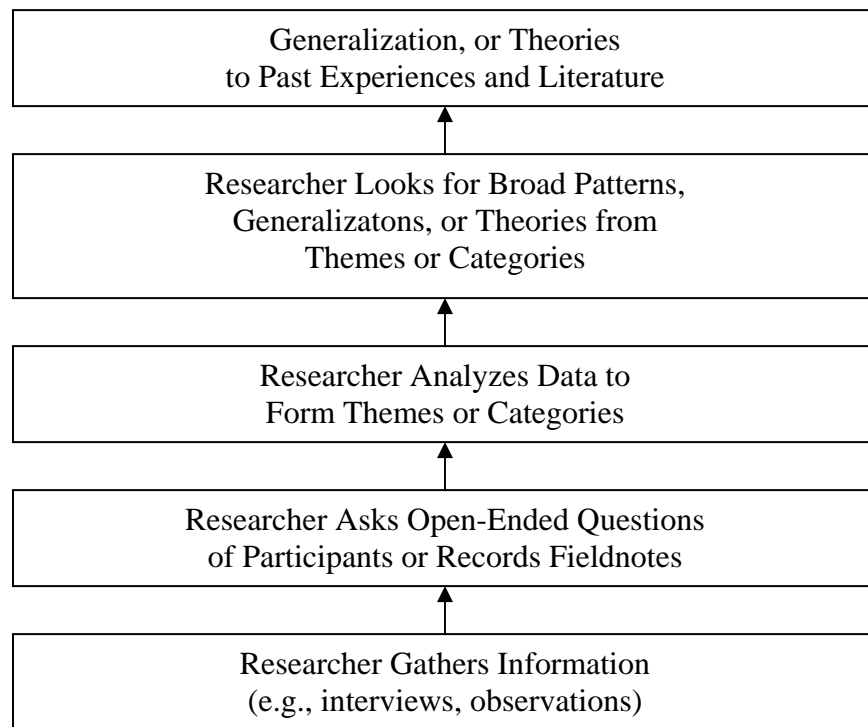 Generalization, or Theories
to Past Experiences and Literature
Researcher Looks for Broad Patterns,
Generalizatons, or Theories from
Themes or Categories
Researcher Analyzes Data to
Form Themes or Categories
Researcher Asks Open-Ended Questions
of Participants or Records Fieldnotes
Researcher Gathers Information
(e.g., interviews, observations)